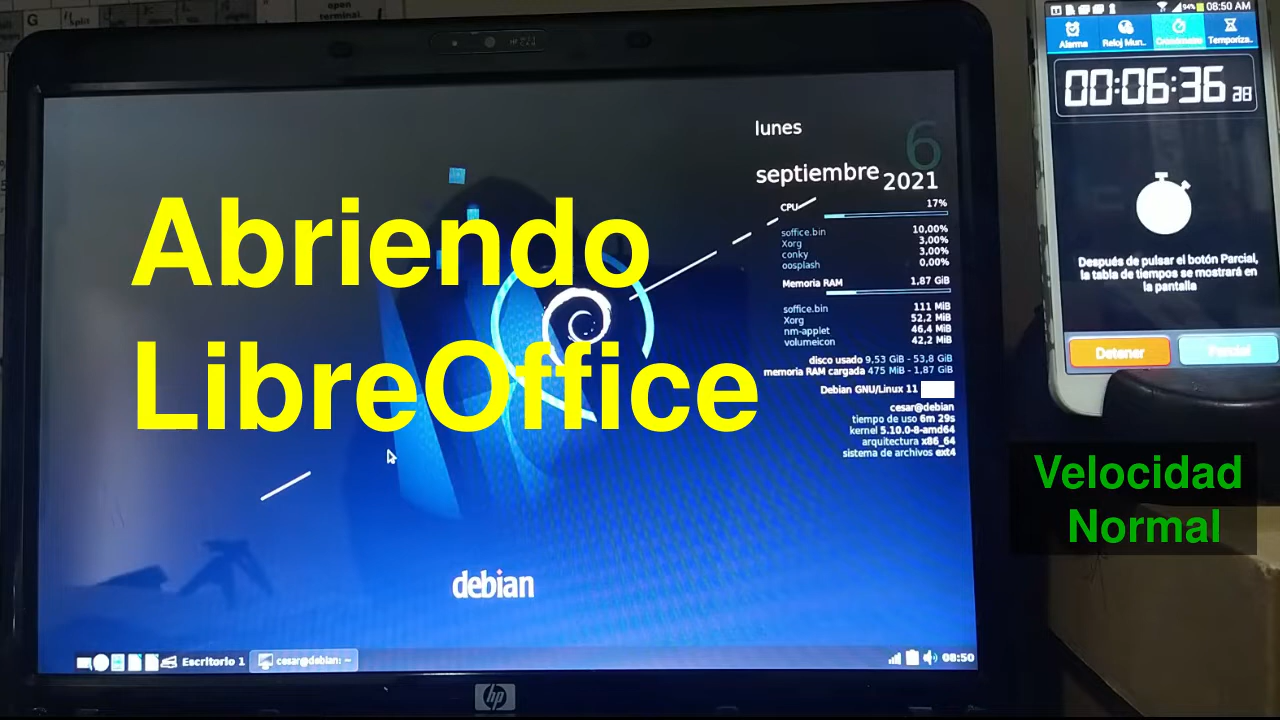 G
open
terminal.
lunes
6
septiembre 2021
CPU 17%
soffice.bin 10,00%
Xorg 3,00%
conky 3,00%
oosplash 0,00%
Memoria RAM 1,87 GiB
soffice.bin 111 MiB
Xorg 52,2 MiB
nm-applet 46,4 MiB
volumeicon 42,2 MiB
disco usado 9,53 GiB - 53,8 GiB
memoria RAM cargada 475 MiB - 1,87 GiB
Debian GNU/Linux 11
cesar@debian
tiempo de uso 6m 29s
kernel 5.10.0-8-amd64
arquitectura x86_64
sistema de archivos ext4
Abriendo
LibreOffice
debian
Escritorio 1 cesar@debian: ~ 08:50
hp
94% 08:50 AM
Alarma Reloj Mun.. Cronómetro Temporiza..
00:06:36 38
Después de pulsar el botón Parcial,
la tabla de tiempos se mostrará en
la pantalla
Detener Parcial
Velocidad
Normal